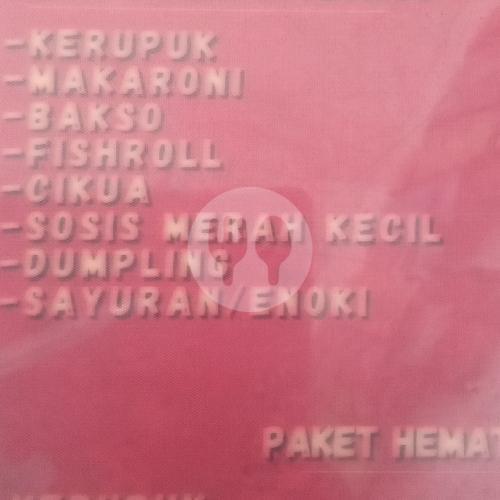 -KERUPUK
-MAKARONI
-BAKSO
-FISHROLL
-CIKUA
-SOSIS MERAH KECIL
-DUMPLING
-SAYURAN/ENOKI
PAKET HEMAT